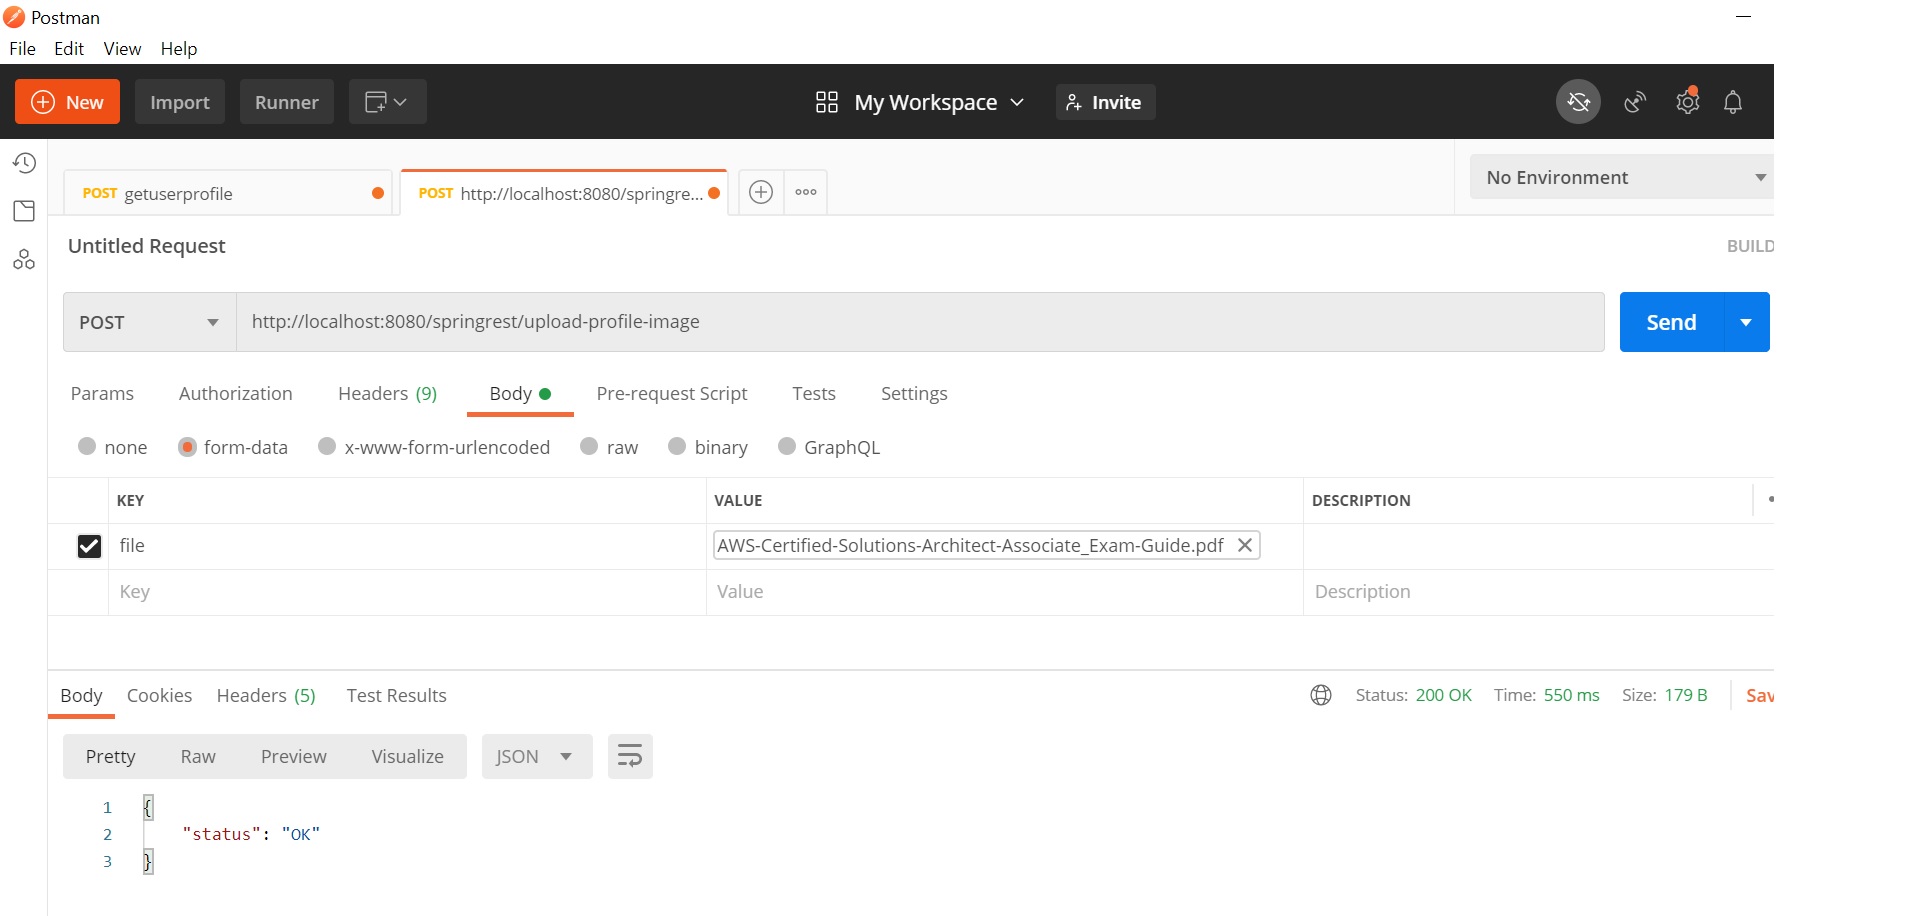 Postman
File Edit View Help
New Import Runner My Workspace Invite
POST getuserprofile POST http://localhost:8080/springre... No Environment
Untitled Request BUILD
POST http://localhost:8080/springrest/upload-profile-image Send
Params Authorization Headers (9) Body Pre-request Script Tests Settings
none form-data x-www-form-urlencoded raw binary GraphQL
KEY VALUE DESCRIPTION
file AWS-Certified-Solutions-Architect-Associate_Exam-Guide.pdf
Key Value Description
Body Cookies Headers (5) Test Results Status: 200 OK Time: 550 ms Size: 179 B Sav
Pretty Raw Preview Visualize JSON
1 {
2 "status": "OK"
3 }